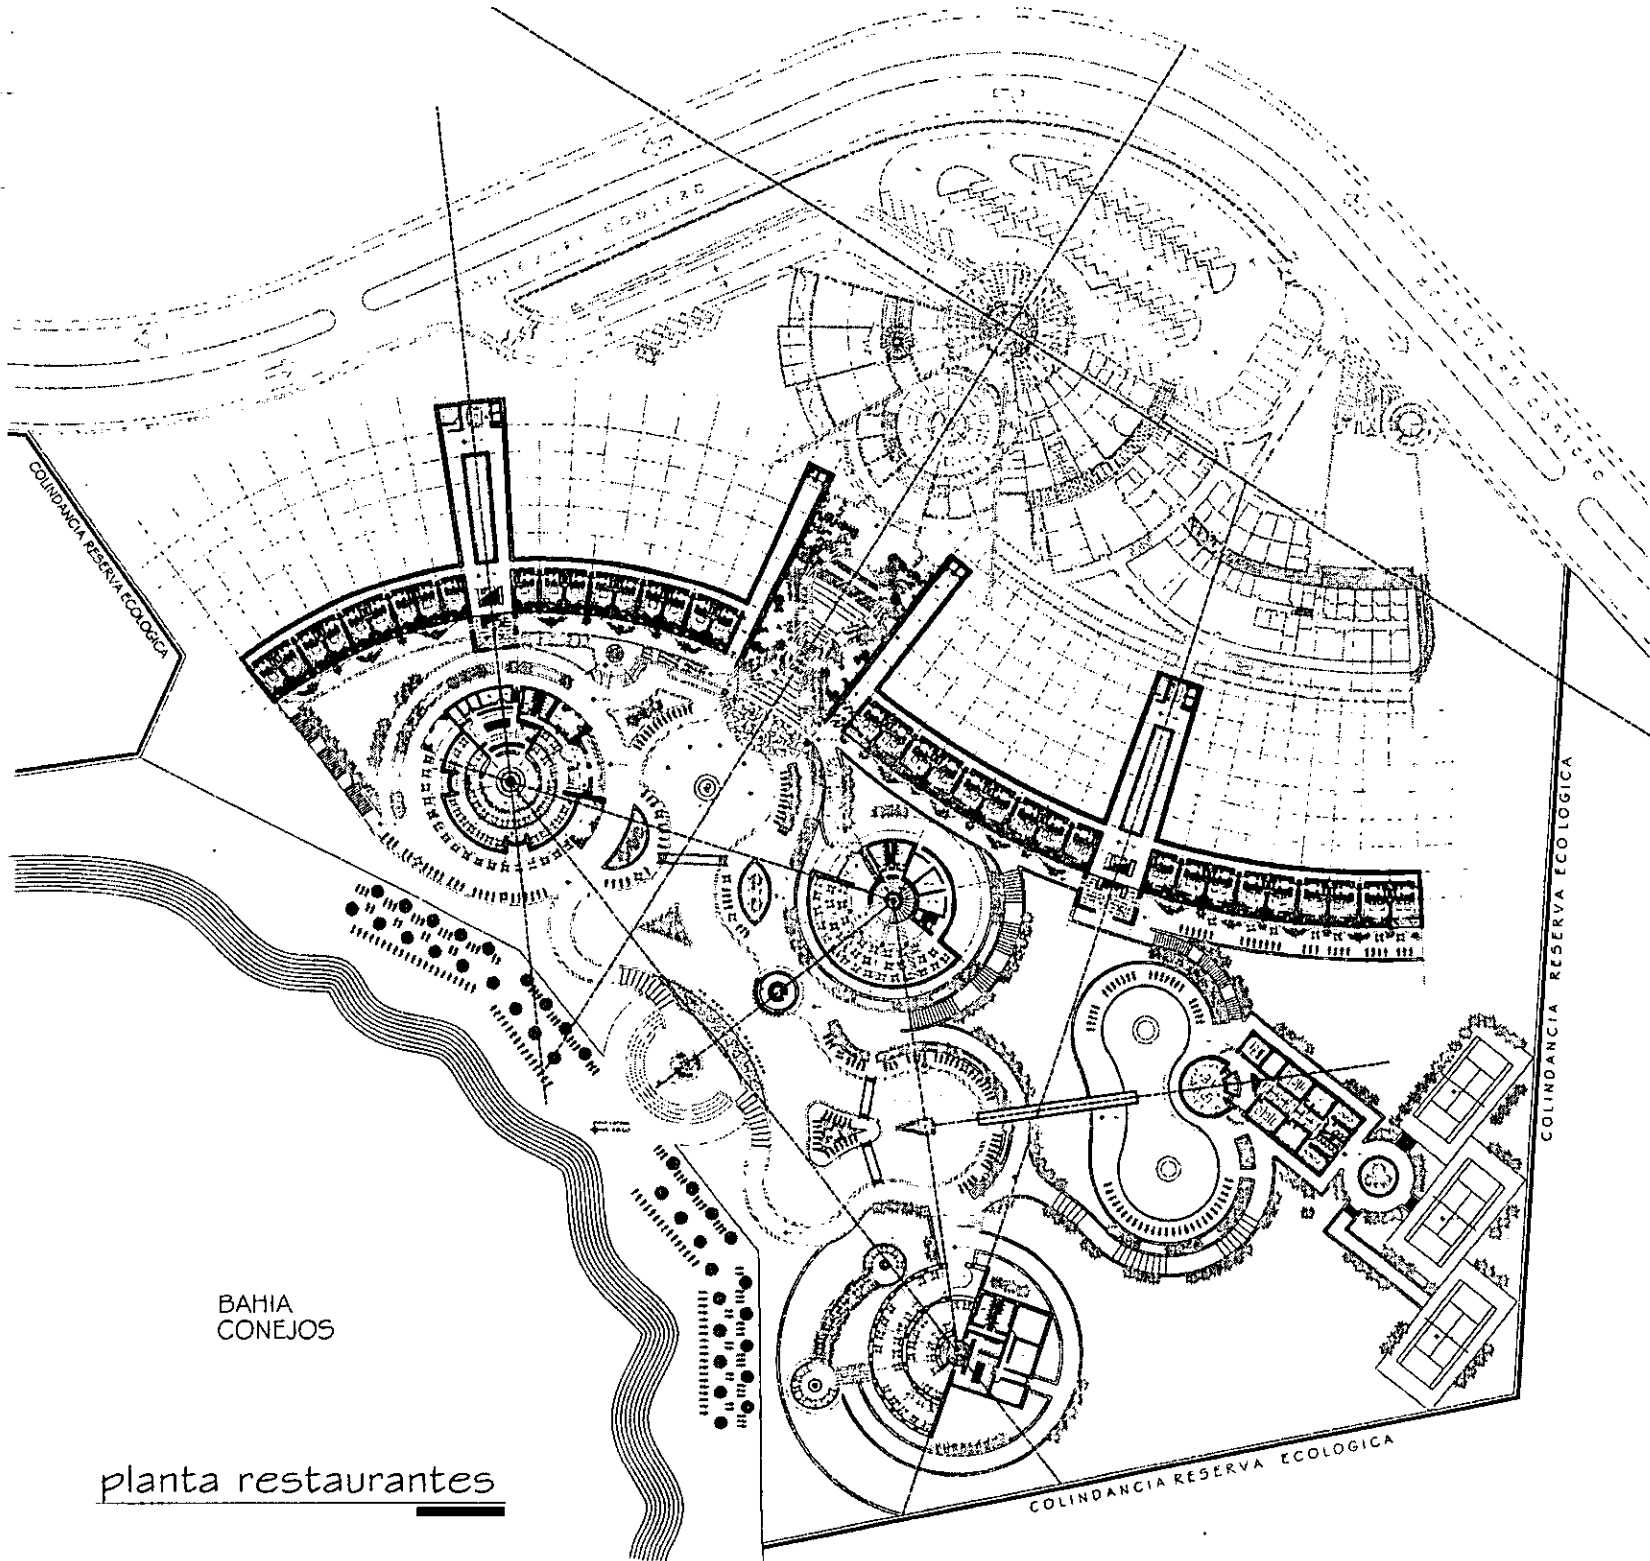 COLINDANCIA RESERVA ECOLOGICA
COLINDANCIA RESERVA ECOLOGICA
BAHIA
CONEJOS
planta restaurantes
COLINDANCIA RESERVA ECOLOGICA